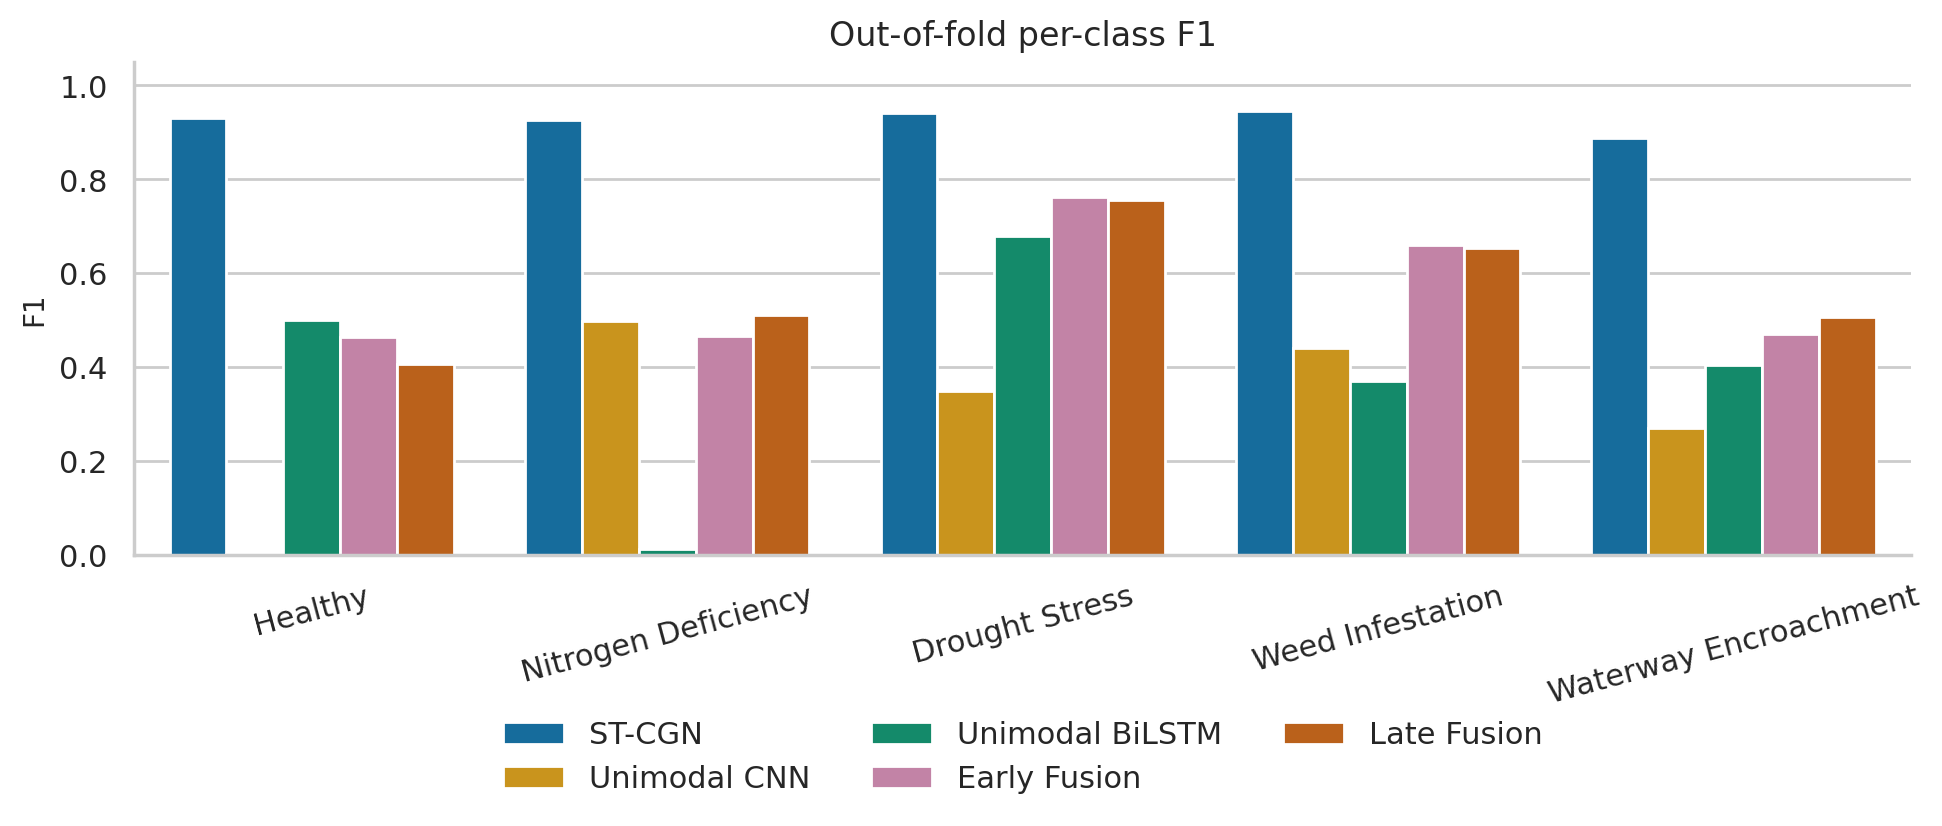 Out-of-fold per-class F1
1.0
0.8
0.6
0.4
0.2
0.0
F1
Healthy
Nitrogen Deficiency
Drought Stress
Weed Infestation
Waterway Encroachment
ST-CGN
Unimodal CNN
Unimodal BiLSTM
Early Fusion
Late Fusion